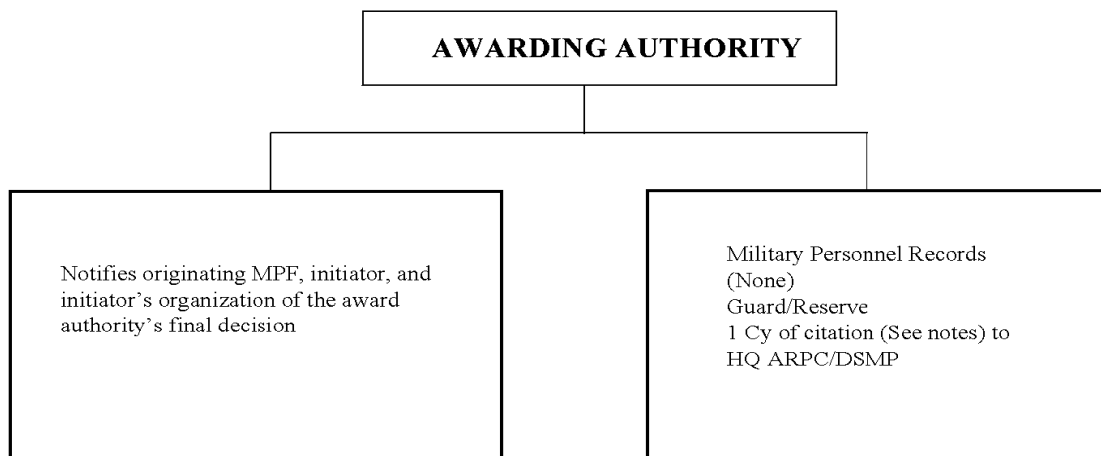 AWARDING AUTHORITY
Notifies originating MPF, initiator, and
initiator’s organization of the award
authority’s final decision
Military Personnel Records
(None)
Guard/Reserve
1 Cy of citation (See notes) to
HQ ARPC/DSMP